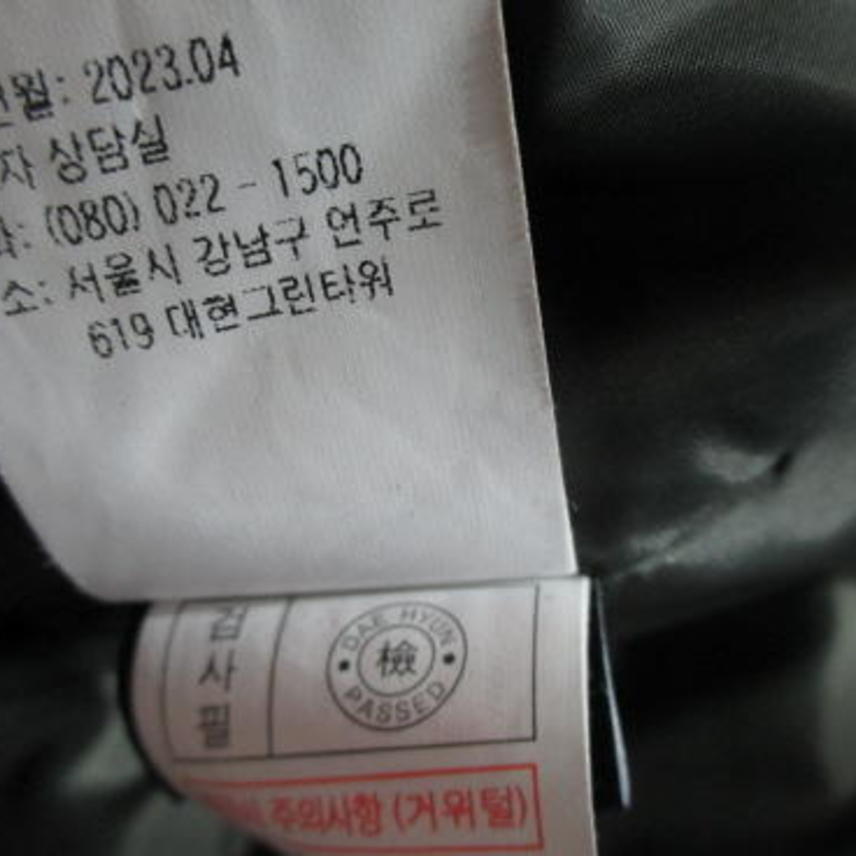 월: 2023.04
자 상담실
: (080) 022 - 1500
소: 서울시 강남구 언주로
619 대현그린타워
검사필
DAE HYUN
檢
PASSED
주의사항 (거위털)